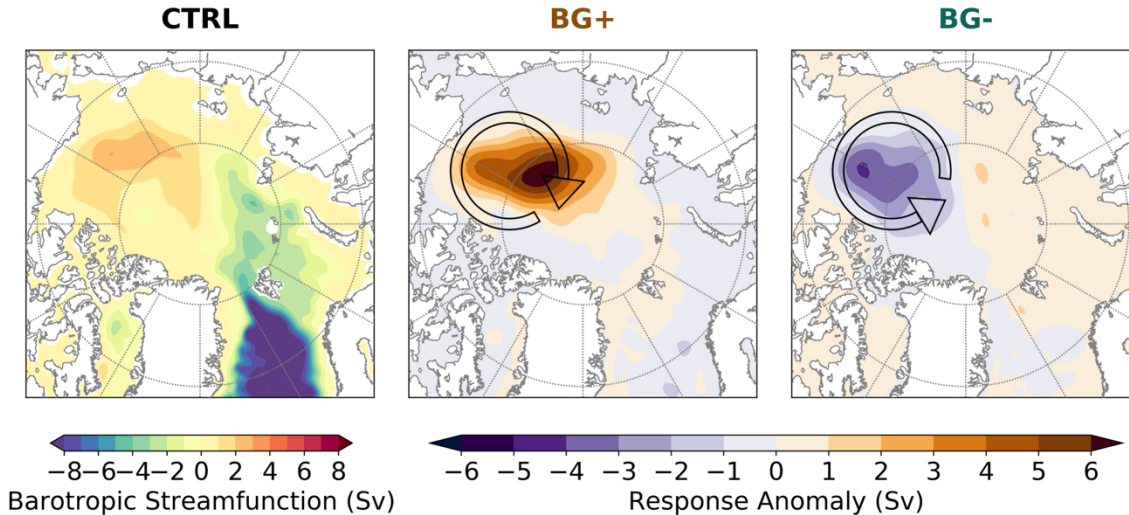 CTRL
BG+
BG-
−8−6−4−2 0 2 4 6 8
Barotropic Streamfunction (Sv)
−6 −5 −4 −3 −2 −1 0 1 2 3 4 5 6
Response Anomaly (Sv)